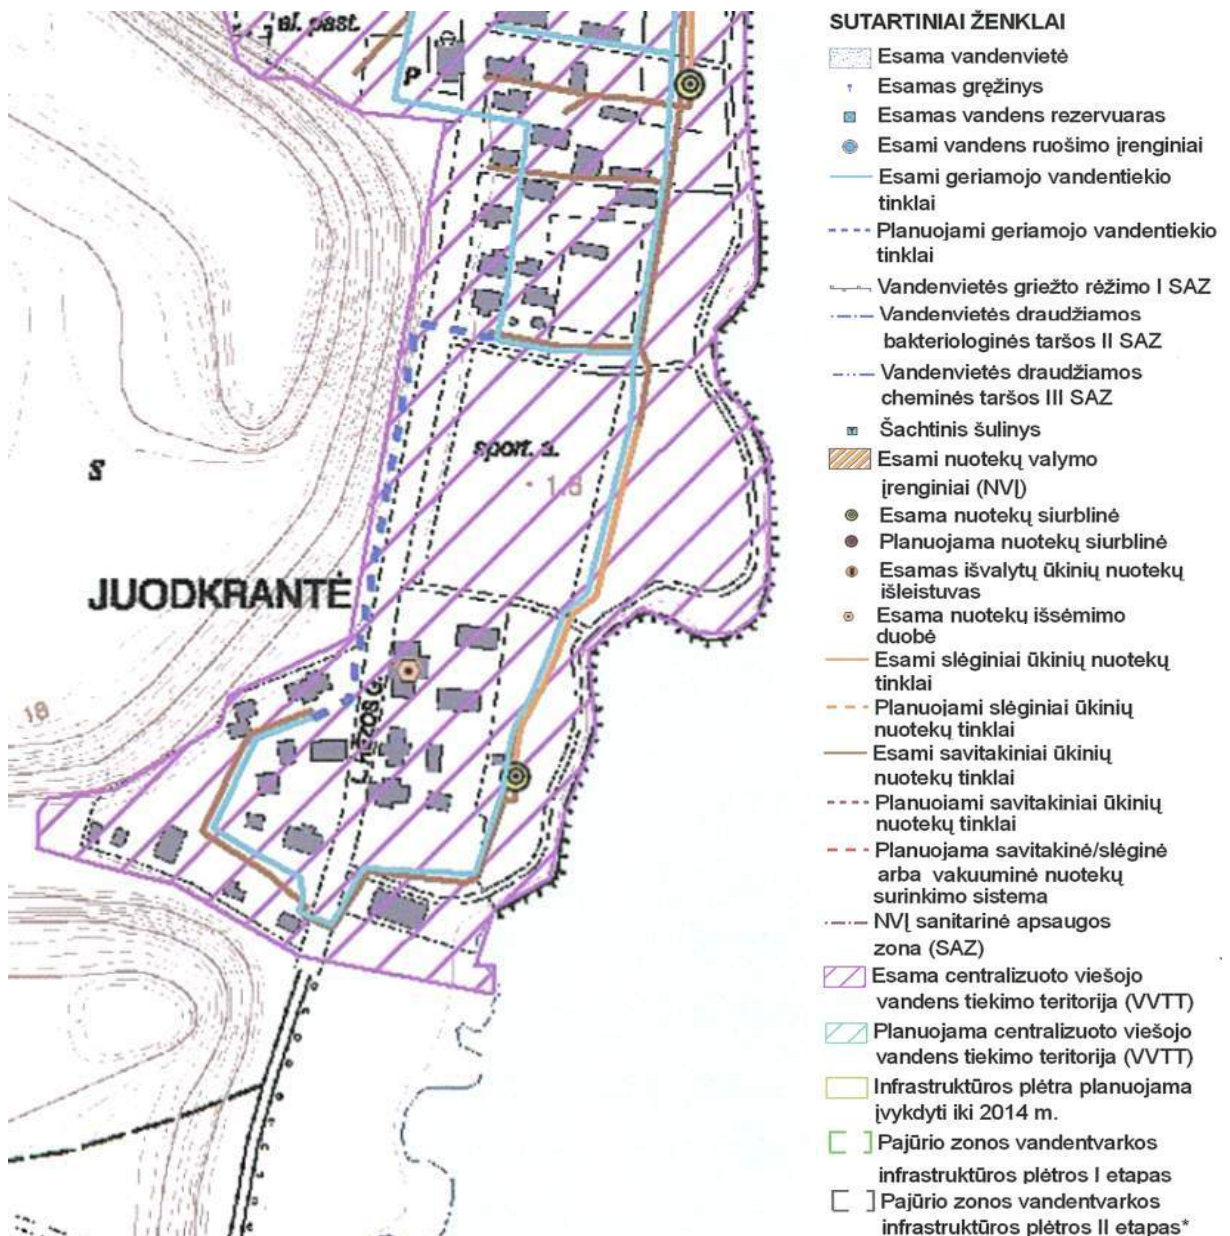 al. past.
P
S
sport. a.
1.6
JUODKRANTĖ
18
L. RĖZOS G.
SUTARTINIAI ŽENKLAI
Esama vandenvietė
Esamas gręžinys
Esamas vandens rezervuaras
Esami vandens ruošimo įrenginiai
Esami geriamojo vandentiekio
tinklai
Planuojami geriamojo vandentiekio
tinklai
Vandenvietės griežto rėžimo I SAZ
Vandenvietės draudžiamos
bakteriologinės taršos II SAZ
Vandenvietės draudžiamos
cheminės taršos III SAZ
Šachtinis šulinys
Esami nuotekų valymo
įrenginiai (NVĮ)
Esama nuotekų siurblinė
Planuojama nuotekų siurblinė
Esamas išvalytų ūkinių nuotekų
išleistuvas
Esama nuotekų išsėmimo
duobė
Esami slėginiai ūkinių nuotekų
tinklai
Planuojami slėginiai ūkinių
nuotekų tinklai
Esami savitakiniai ūkinių
nuotekų tinklai
Planuojami savitakiniai ūkinių
nuotekų tinklai
Planuojama savitakinė/slėginė
arba vakuuminė nuotekų
surinkimo sistema
NVĮ sanitarinė apsaugos
zona (SAZ)
Esama centralizuoto viešojo
vandens tiekimo teritorija (VVTT)
Planuojama centralizuoto viešojo
vandens tiekimo teritorija (VVTT)
Infrastruktūros plėtra planuojama
įvykdyti iki 2014 m.
Pajūrio zonos vandentvarkos
infrastruktūros plėtros I etapas
Pajūrio zonos vandentvarkos
infrastruktūros plėtros II etapas*